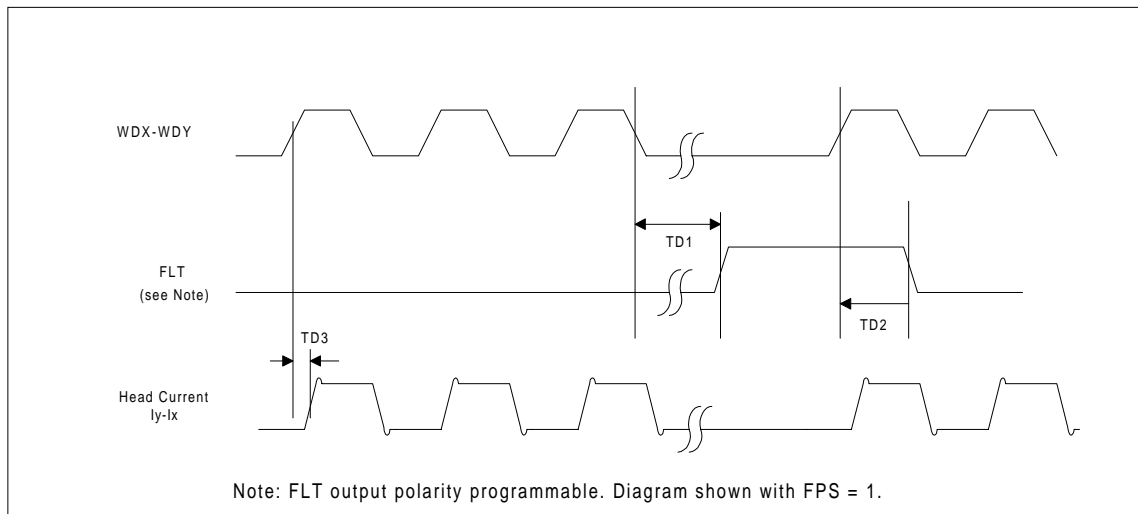 WDX-WDY
TD1
FLT
(see Note)
TD2
TD3
Head Current
Iy-Ix
Note: FLT output polarity programmable. Diagram shown with FPS = 1.